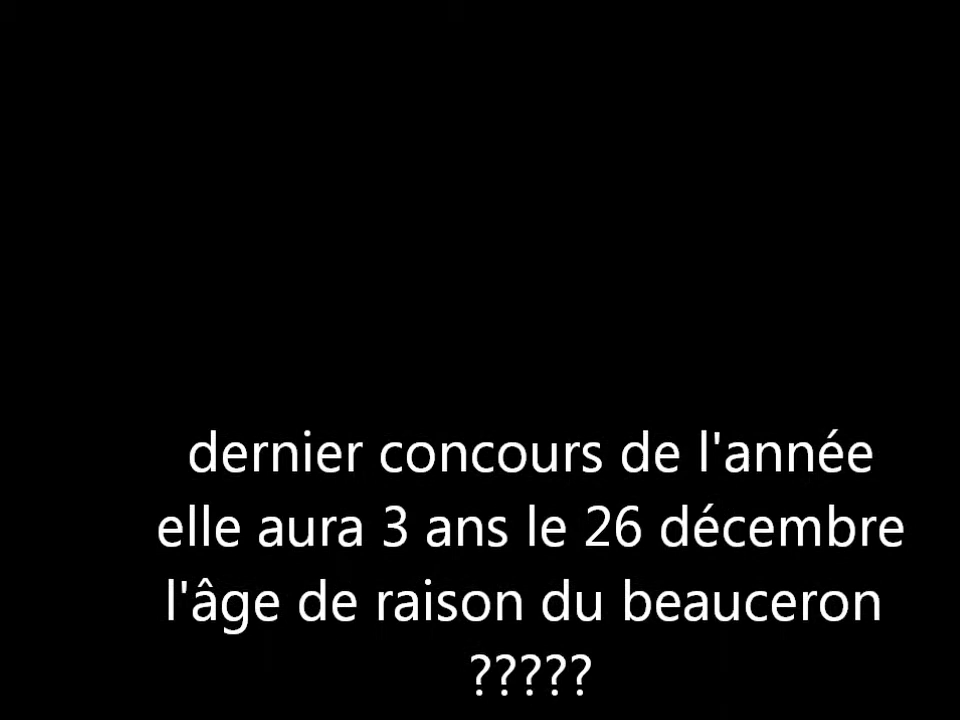 dernier concours de l'année
elle aura 3 ans le 26 décembre
l'âge de raison du beauceron
?????